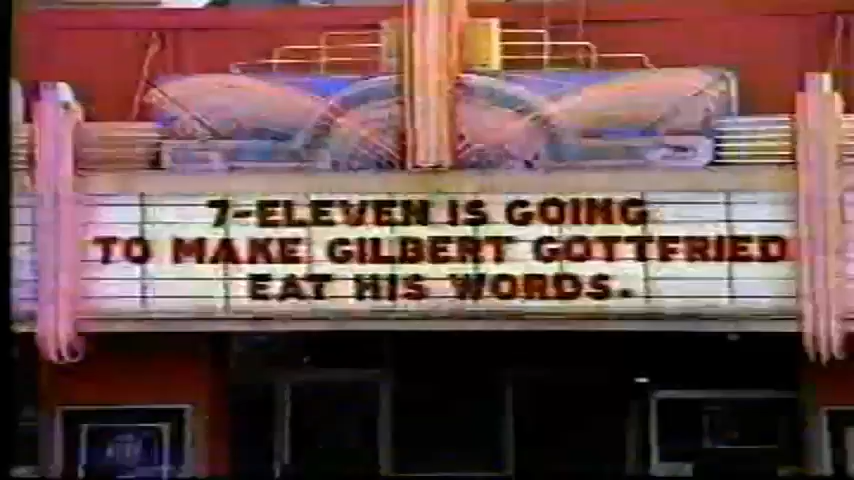 7-ELEVEN IS GOING
TO MAKE GILBERT GOTTFRIED
EAT HIS WORDS.